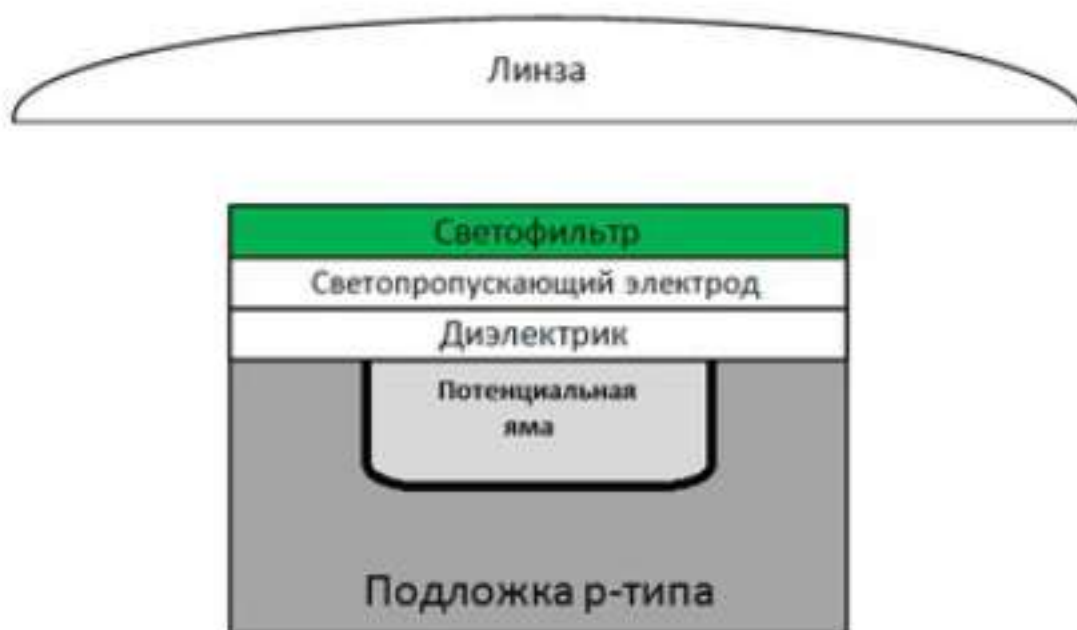 Линза
Светофильтр
Светопропускающий электрод
Диэлектрик
Потенциальная
яма
Подложка р-типа